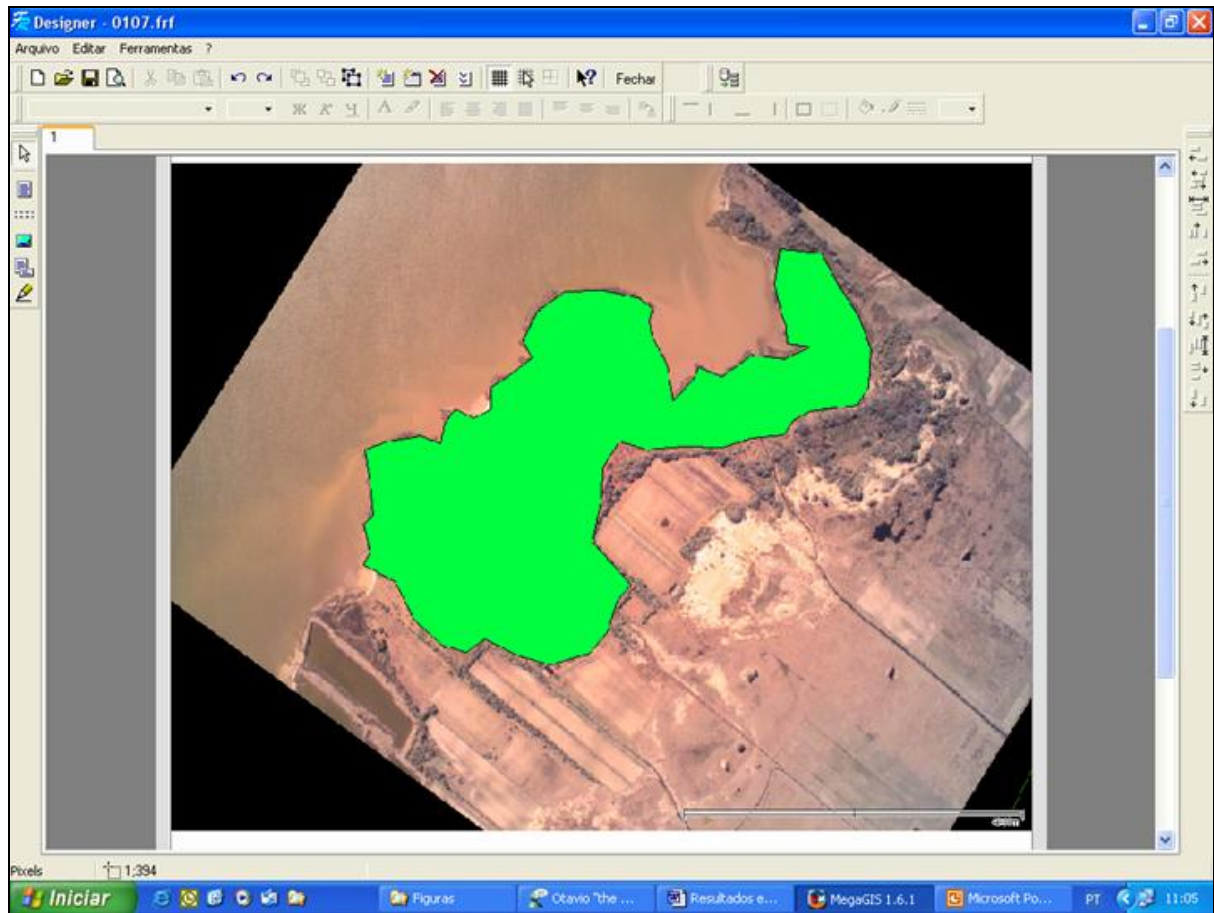 Designer - 0107.frf
Arquivo Editar Ferramentas ?
Fechar
Ж К Ч A
1
Pixels 1;394
Iniciar Figuras Otavio "the ... Resultados e... MegaGIS 1.6.1 Microsoft Po... PT 11:05